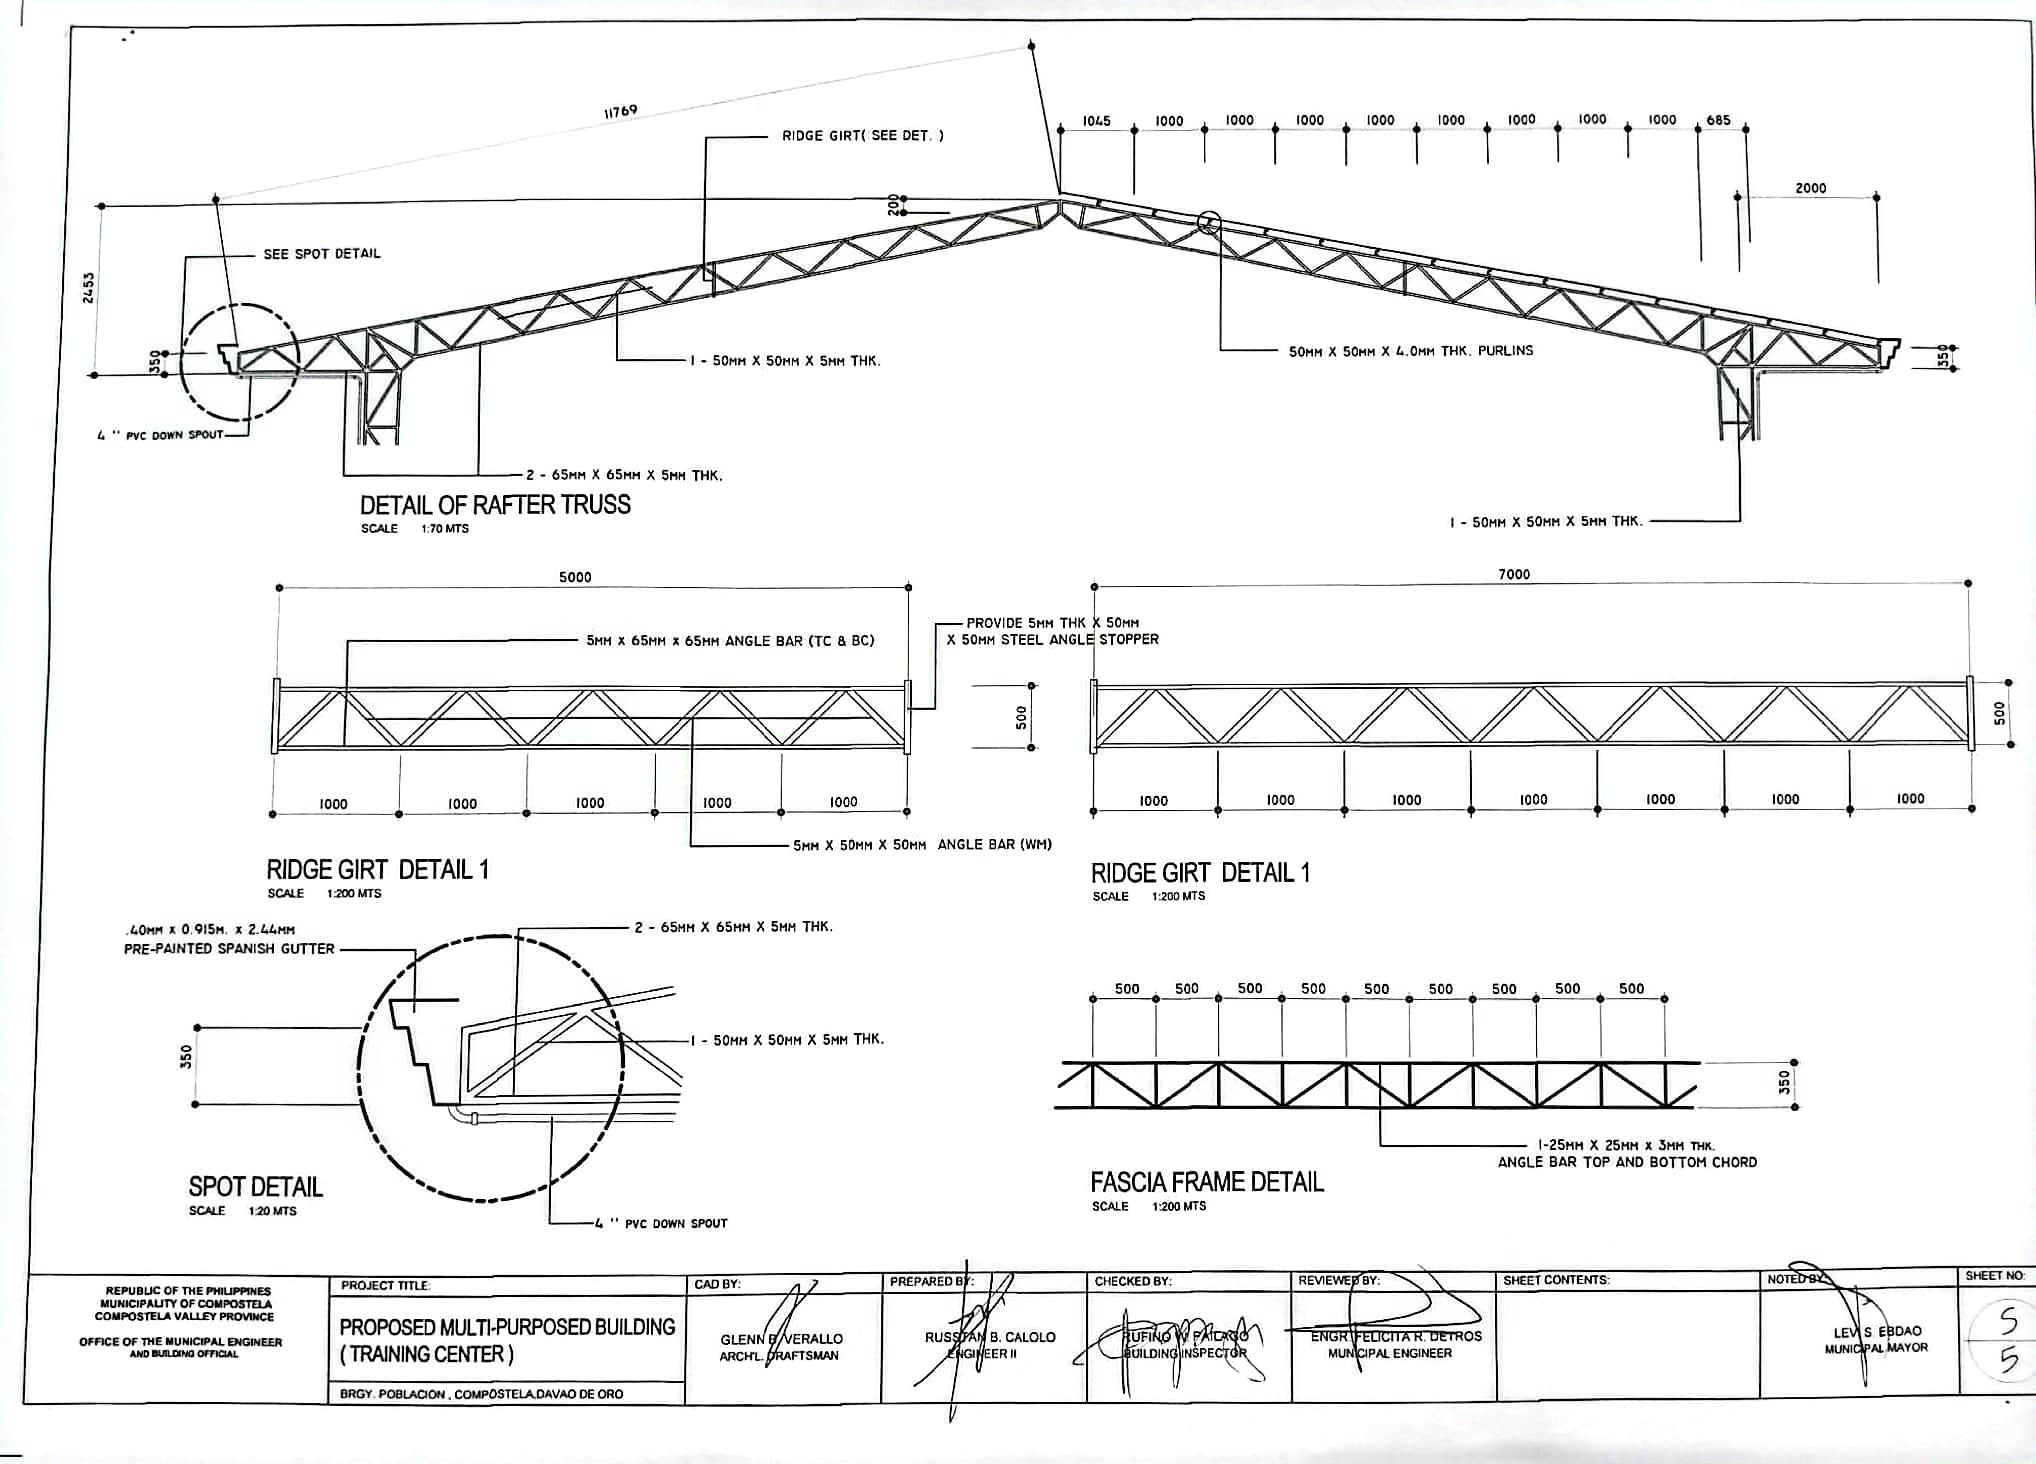 11769
RIDGE GIRT( SEE DET. )
1045 1000 1000 1000 1000 1000 1000 1000 1000 685
2000
200
SEE SPOT DETAIL
2453
350
1 - 50MM X 50MM X 5MM THK.
50MM X 50MM X 4.0MM THK. PURLINS
350
4 " PVC DOWN SPOUT
2 - 65MM X 65MM X 5MM THK.
DETAIL OF RAFTER TRUSS
SCALE 1:70 MTS
1 - 50MM X 50MM X 5MM THK.
5000
7000
5MM X 65MM X 65MM ANGLE BAR (TC & BC)
PROVIDE 5MM THK X 50MM
X 50MM STEEL ANGLE STOPPER
500
500
1000 1000 1000 1000 1000
1000 1000 1000 1000 1000 1000 1000
5MM X 50MM X 50MM ANGLE BAR (WM)
RIDGE GIRT DETAIL 1
SCALE 1:200 MTS
RIDGE GIRT DETAIL 1
SCALE 1:200 MTS
.40MM X 0.915M. X 2.44MM
PRE-PAINTED SPANISH GUTTER
2 - 65MM X 65MM X 5MM THK.
1 - 50MM X 50MM X 5MM THK.
350
4 " PVC DOWN SPOUT
SPOT DETAIL
SCALE 1:20 MTS
500 500 500 500 500 500 500 500 500
350
1-25MM X 25MM X 3MM THK.
ANGLE BAR TOP AND BOTTOM CHORD
FASCIA FRAME DETAIL
SCALE 1:200 MTS
REPUBLIC OF THE PHILIPPINES
MUNICIPALITY OF COMPOSTELA
COMPOSTELA VALLEY PROVINCE
OFFICE OF THE MUNICIPAL ENGINEER
AND BUILDING OFFICIAL
PROJECT TITLE:
PROPOSED MULTI-PURPOSED BUILDING
( TRAINING CENTER )
BRGY. POBLACION , COMPOSTELA,DAVAO DE ORO
CAD BY:
GLENN B. VERALLO
ARCH'L. DRAFTSMAN
PREPARED BY:
B. CALOLO
ENGINEER II
CHECKED BY:
RUFINO
BUILDING INSPECTOR
REVIEWED BY:
ENGR. FELICITA R. DETROS
MUNICIPAL ENGINEER
SHEET CONTENTS:
NOTED BY:
LEVI S. EBDAO
MUNICIPAL MAYOR
SHEET NO:
S
5